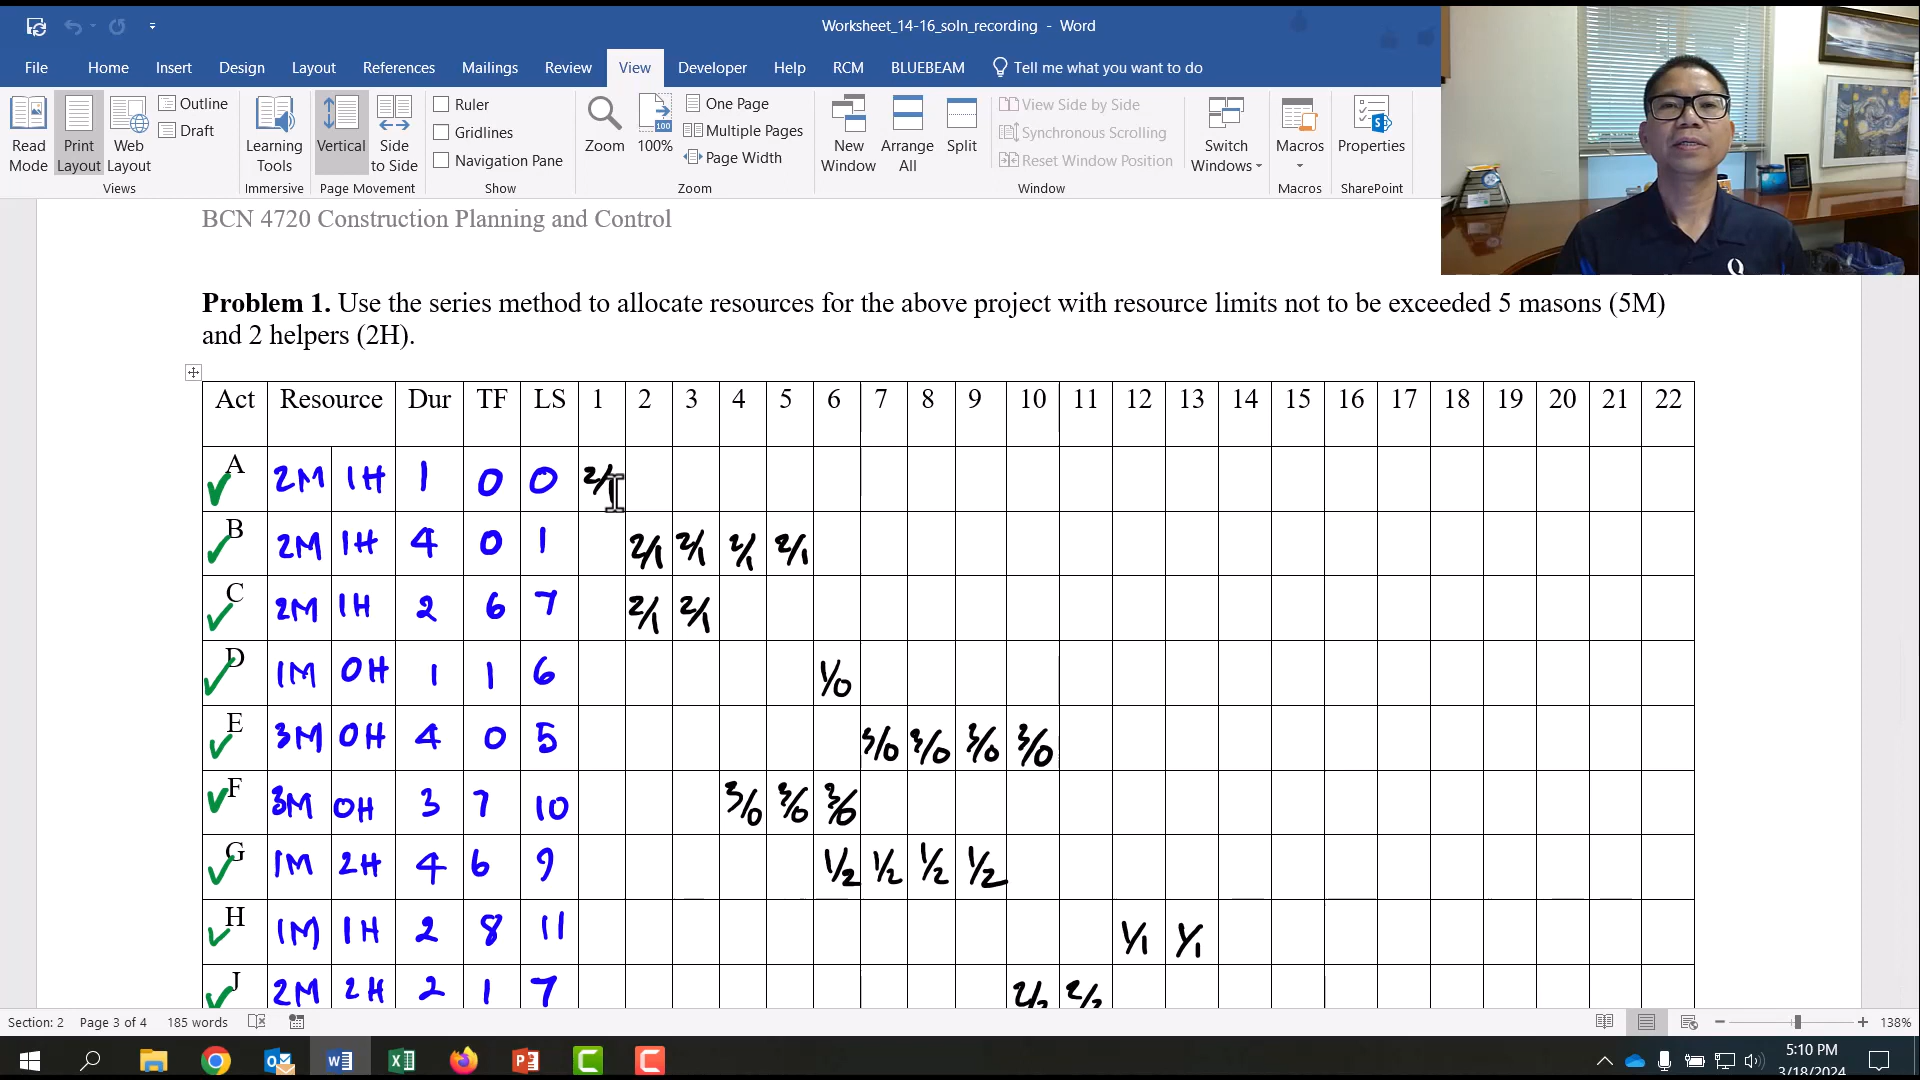 Worksheet_14-16_soln_recording - Word
File Home Insert Design Layout References Mailings Review View Developer Help RCM BLUEBEAM Tell me what you want to do
Read Mode Print Layout Web Layout Outline Draft Views
Learning Tools Immersive
Vertical Side to Side Page Movement
Ruler Gridlines Navigation Pane Show
Zoom 100% One Page Multiple Pages Page Width Zoom
New Window Arrange All Split View Side by Side Synchronous Scrolling Reset Window Position Switch Windows Window
Macros Macros
Properties SharePoint
BCN 4720 Construction Planning and Control
Problem 1. Use the series method to allocate resources for the above project with resource limits not to be exceeded 5 masons (5M)
and 2 helpers (2H).
Act Resource Dur TF LS 1 2 3 4 5 6 7 8 9 10 11 12 13 14 15 16 17 18 19 20 21 22
A 2M 1H 1 0 0 2/1
B 2M 1H 4 0 1 2/1 2/1 2/1 2/1
C 2M 1H 2 6 7 2/1 2/1
D 1M 0H 1 1 6 1/0
E 3M 0H 4 0 5 3/0 3/0 3/0 3/0
F 3M 0H 3 7 10 3/0 3/0 3/0
G 1M 2H 4 6 9 1/2 1/2 1/2 1/2
H 1M 1H 2 8 11 1/1 1/1
J 2M 2H 2 1 7 2/2 2/2
Section: 2 Page 3 of 4 185 words 138%
5:10 PM
3/18/2024